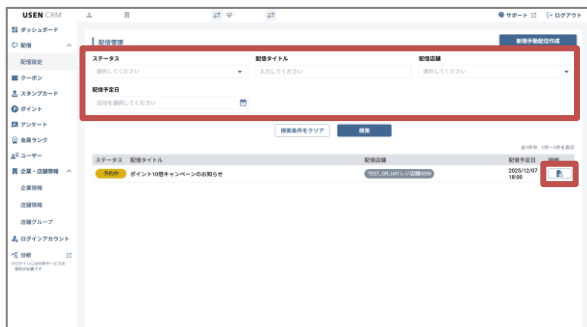 USEN CRM
サポート
ログアウト
ダッシュボード
配信
配信設定
クーポン
スタンプカード
ポイント
アンケート
会員ランク
ユーザー
企業・店舗情報
企業情報
店舗情報
店舗グループ
ログインアカウント
分析
配信管理
新規予動配信作成
ステータス
配信タイトル
配信店舗
選択してください
入力してください
選択してください
配信予定日
日付を選択してください
検索条件をクリア
検索
ステータス 配信タイトル 配信店舗 配信予定日
予約中 ポイント10倍キャンペーンのお知らせ 2025/12/07
18:00